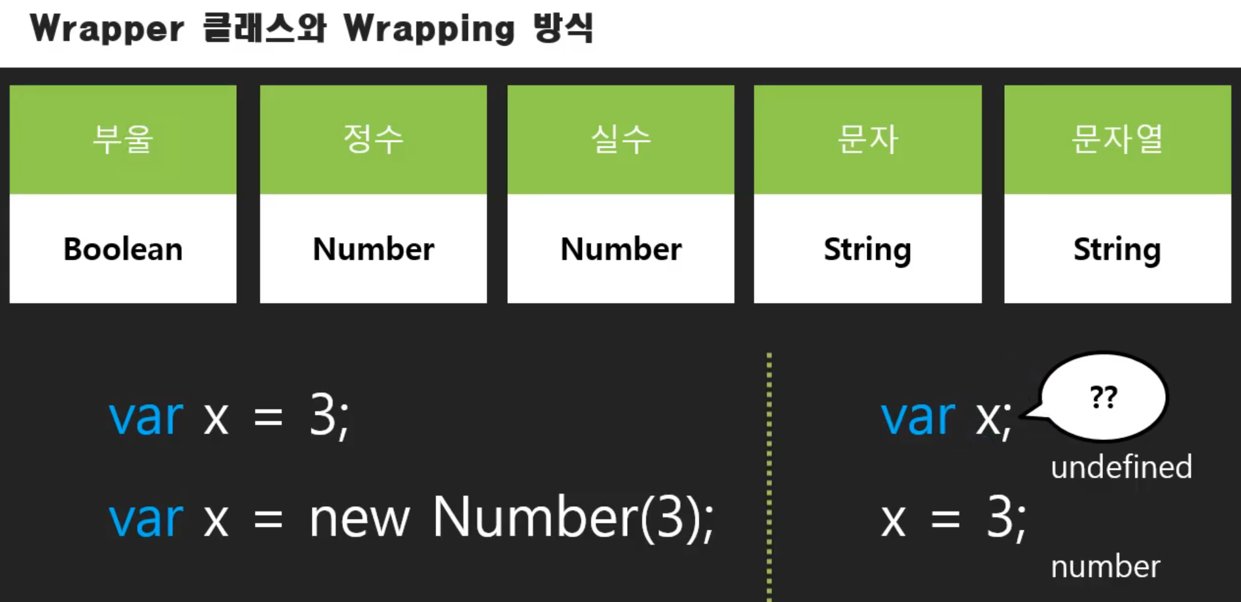 Wrapper 클래스와 Wrapping 방식
부울 정수 실수 문자 문자열
Boolean Number Number String String
var x = 3;
var x = new Number(3);
var x;
??
undefined
x = 3;
number